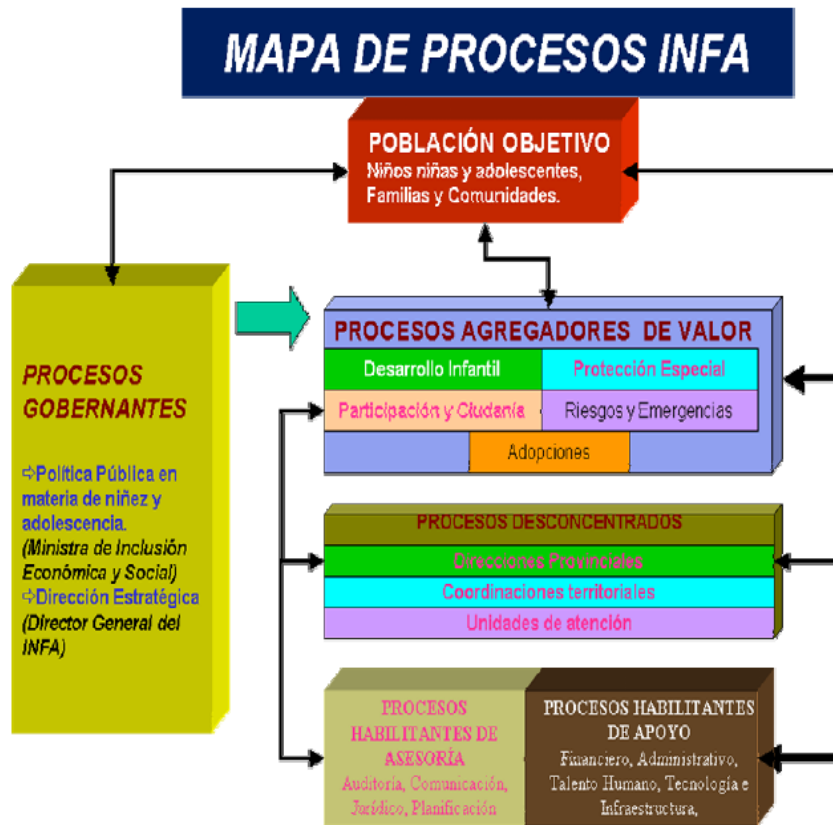 MAPA DE PROCESOS INFA
POBLACIÓN OBJETIVO
Niños niñas y adolescentes,
Familias y Comunidades.
PROCESOS
GOBERNANTES
⇨Política Pública en
materia de niñez y
adolescencia.
(Ministra de Inclusión
Económica y Social)
⇨Dirección Estratégica
(Director General del
INFA)
PROCESOS AGREGADORES DE VALOR
Desarrollo Infantil
Protección Especial
Participación y Ciudanía
Riesgos y Emergencias
Adopciones
PROCESOS DESCONCENTRADOS
Direcciones Provinciales
Coordinaciones territoriales
Unidades de atención
PROCESOS
HABILITANTES DE
ASESORÍA
Auditoría, Comunicación,
Jurídico, Planificación
PROCESOS HABILITANTES
DE APOYO
Financiero, Administrativo,
Talento Humano, Tecnología e
Infraestructura,